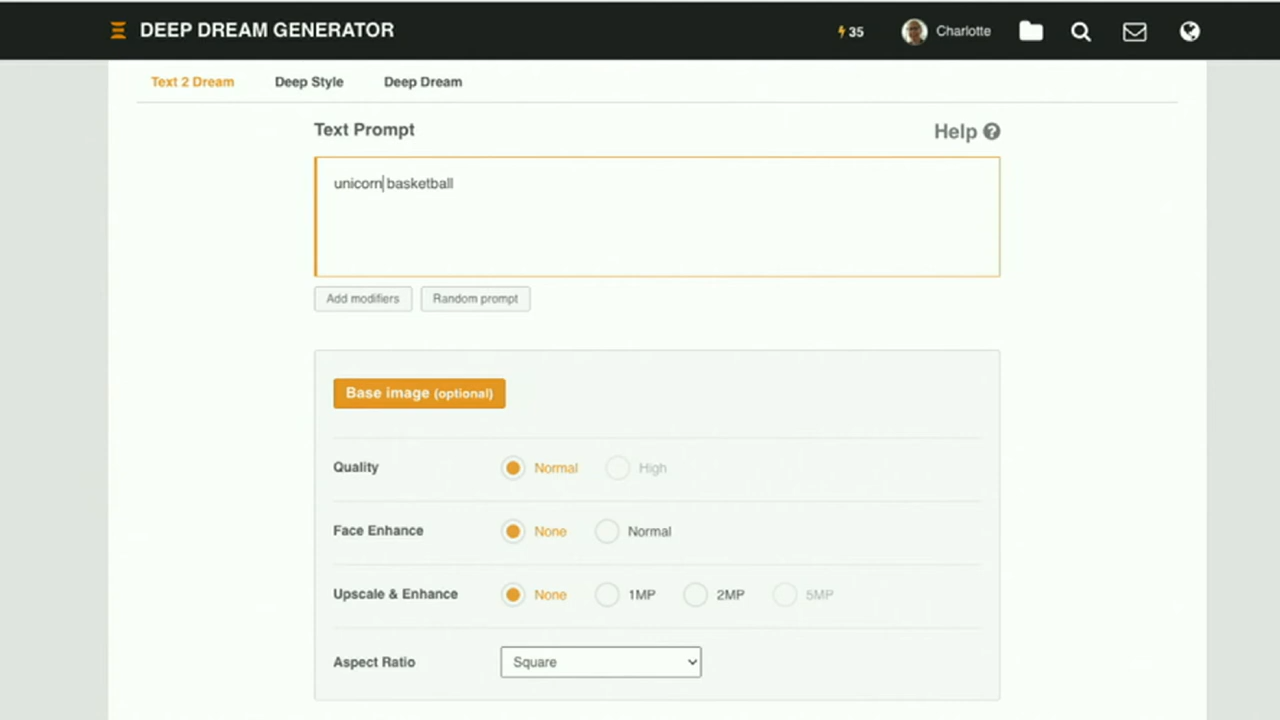 DEEP DREAM GENERATOR 35 Charlotte
Text 2 Dream Deep Style Deep Dream
Text Prompt Help ?
unicorn basketball
Add modifiers Random prompt
Base image (optional)
Quality Normal High
Face Enhance None Normal
Upscale & Enhance None 1MP 2MP 5MP
Aspect Ratio Square